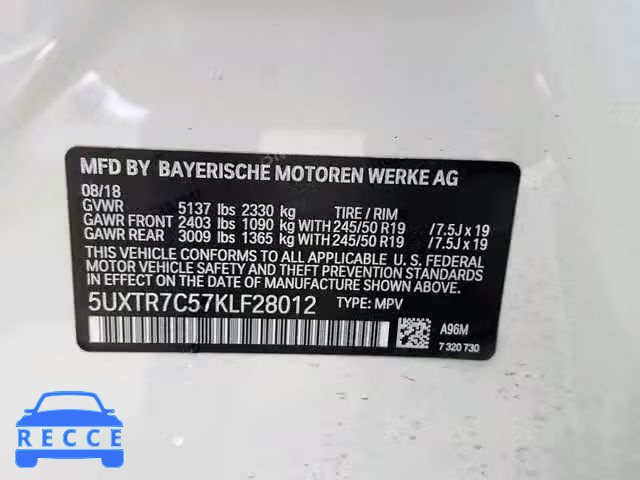 MFD BY BAYERISCHE MOTOREN WERKE AG
08/18
GVWR 5137 lbs 2330 kg TIRE / RIM
GAWR FRONT 2403 lbs 1090 kg WITH 245/50 R19 /7.5J x 19
GAWR REAR 3009 lbs 1365 kg WITH 245/50 R19 /7.5J x 19
THIS VEHICLE CONFORMS TO ALL APPLICABLE U. S. FEDERAL
MOTOR VEHICLE SAFETY, BUMPER, AND THEFT PREVENTION
STANDARDS IN EFFECT ON THE DATE OF MANUFACTURE SHOWN ABOVE.
5UXTR7C57KLF28012 TYPE: MPV
A96M
7 320 730
RECCE